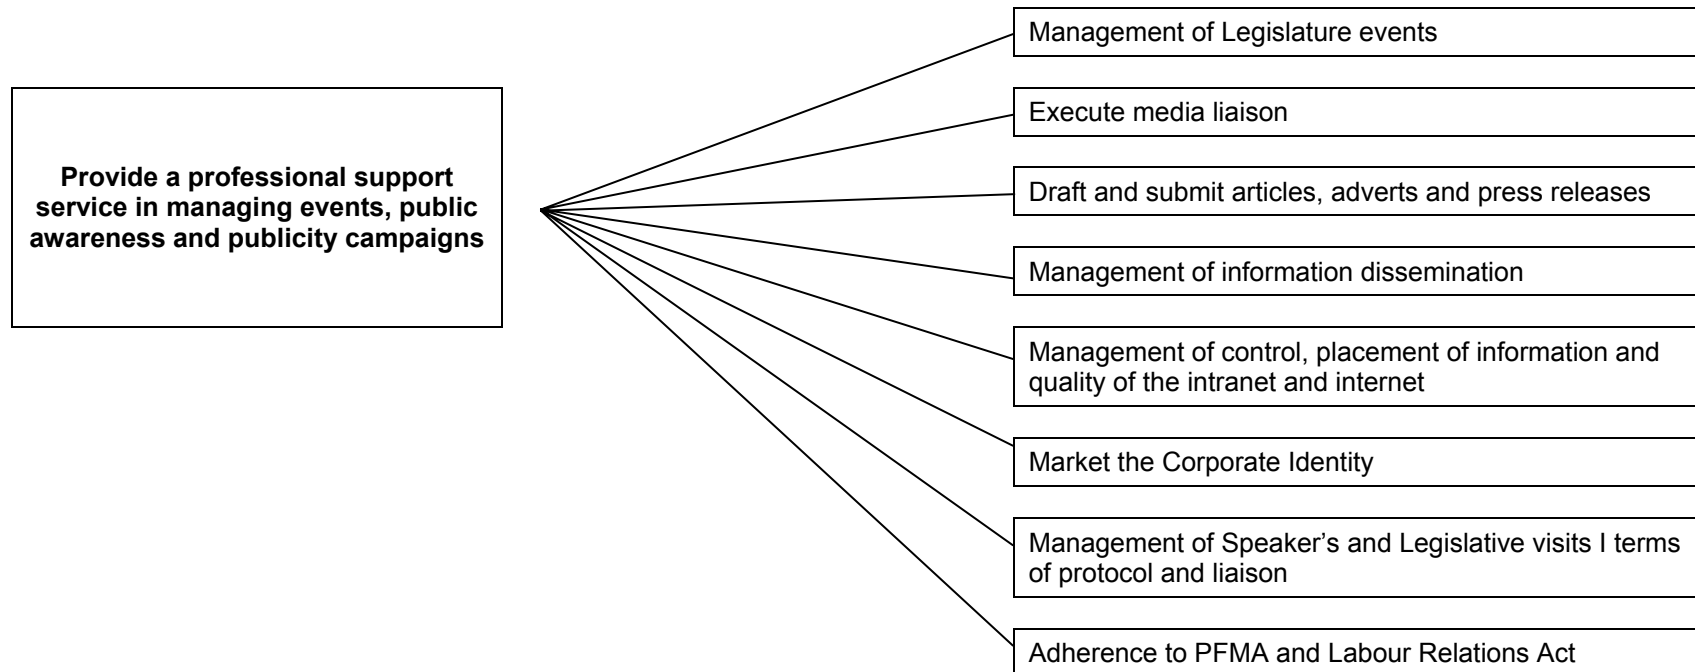 Provide a professional support
service in managing events, public
awareness and publicity campaigns
Management of Legislature events
Execute media liaison
Draft and submit articles, adverts and press releases
Management of information dissemination
Management of control, placement of information and
quality of the intranet and internet
Market the Corporate Identity
Management of Speaker’s and Legislative visits I terms
of protocol and liaison
Adherence to PFMA and Labour Relations Act